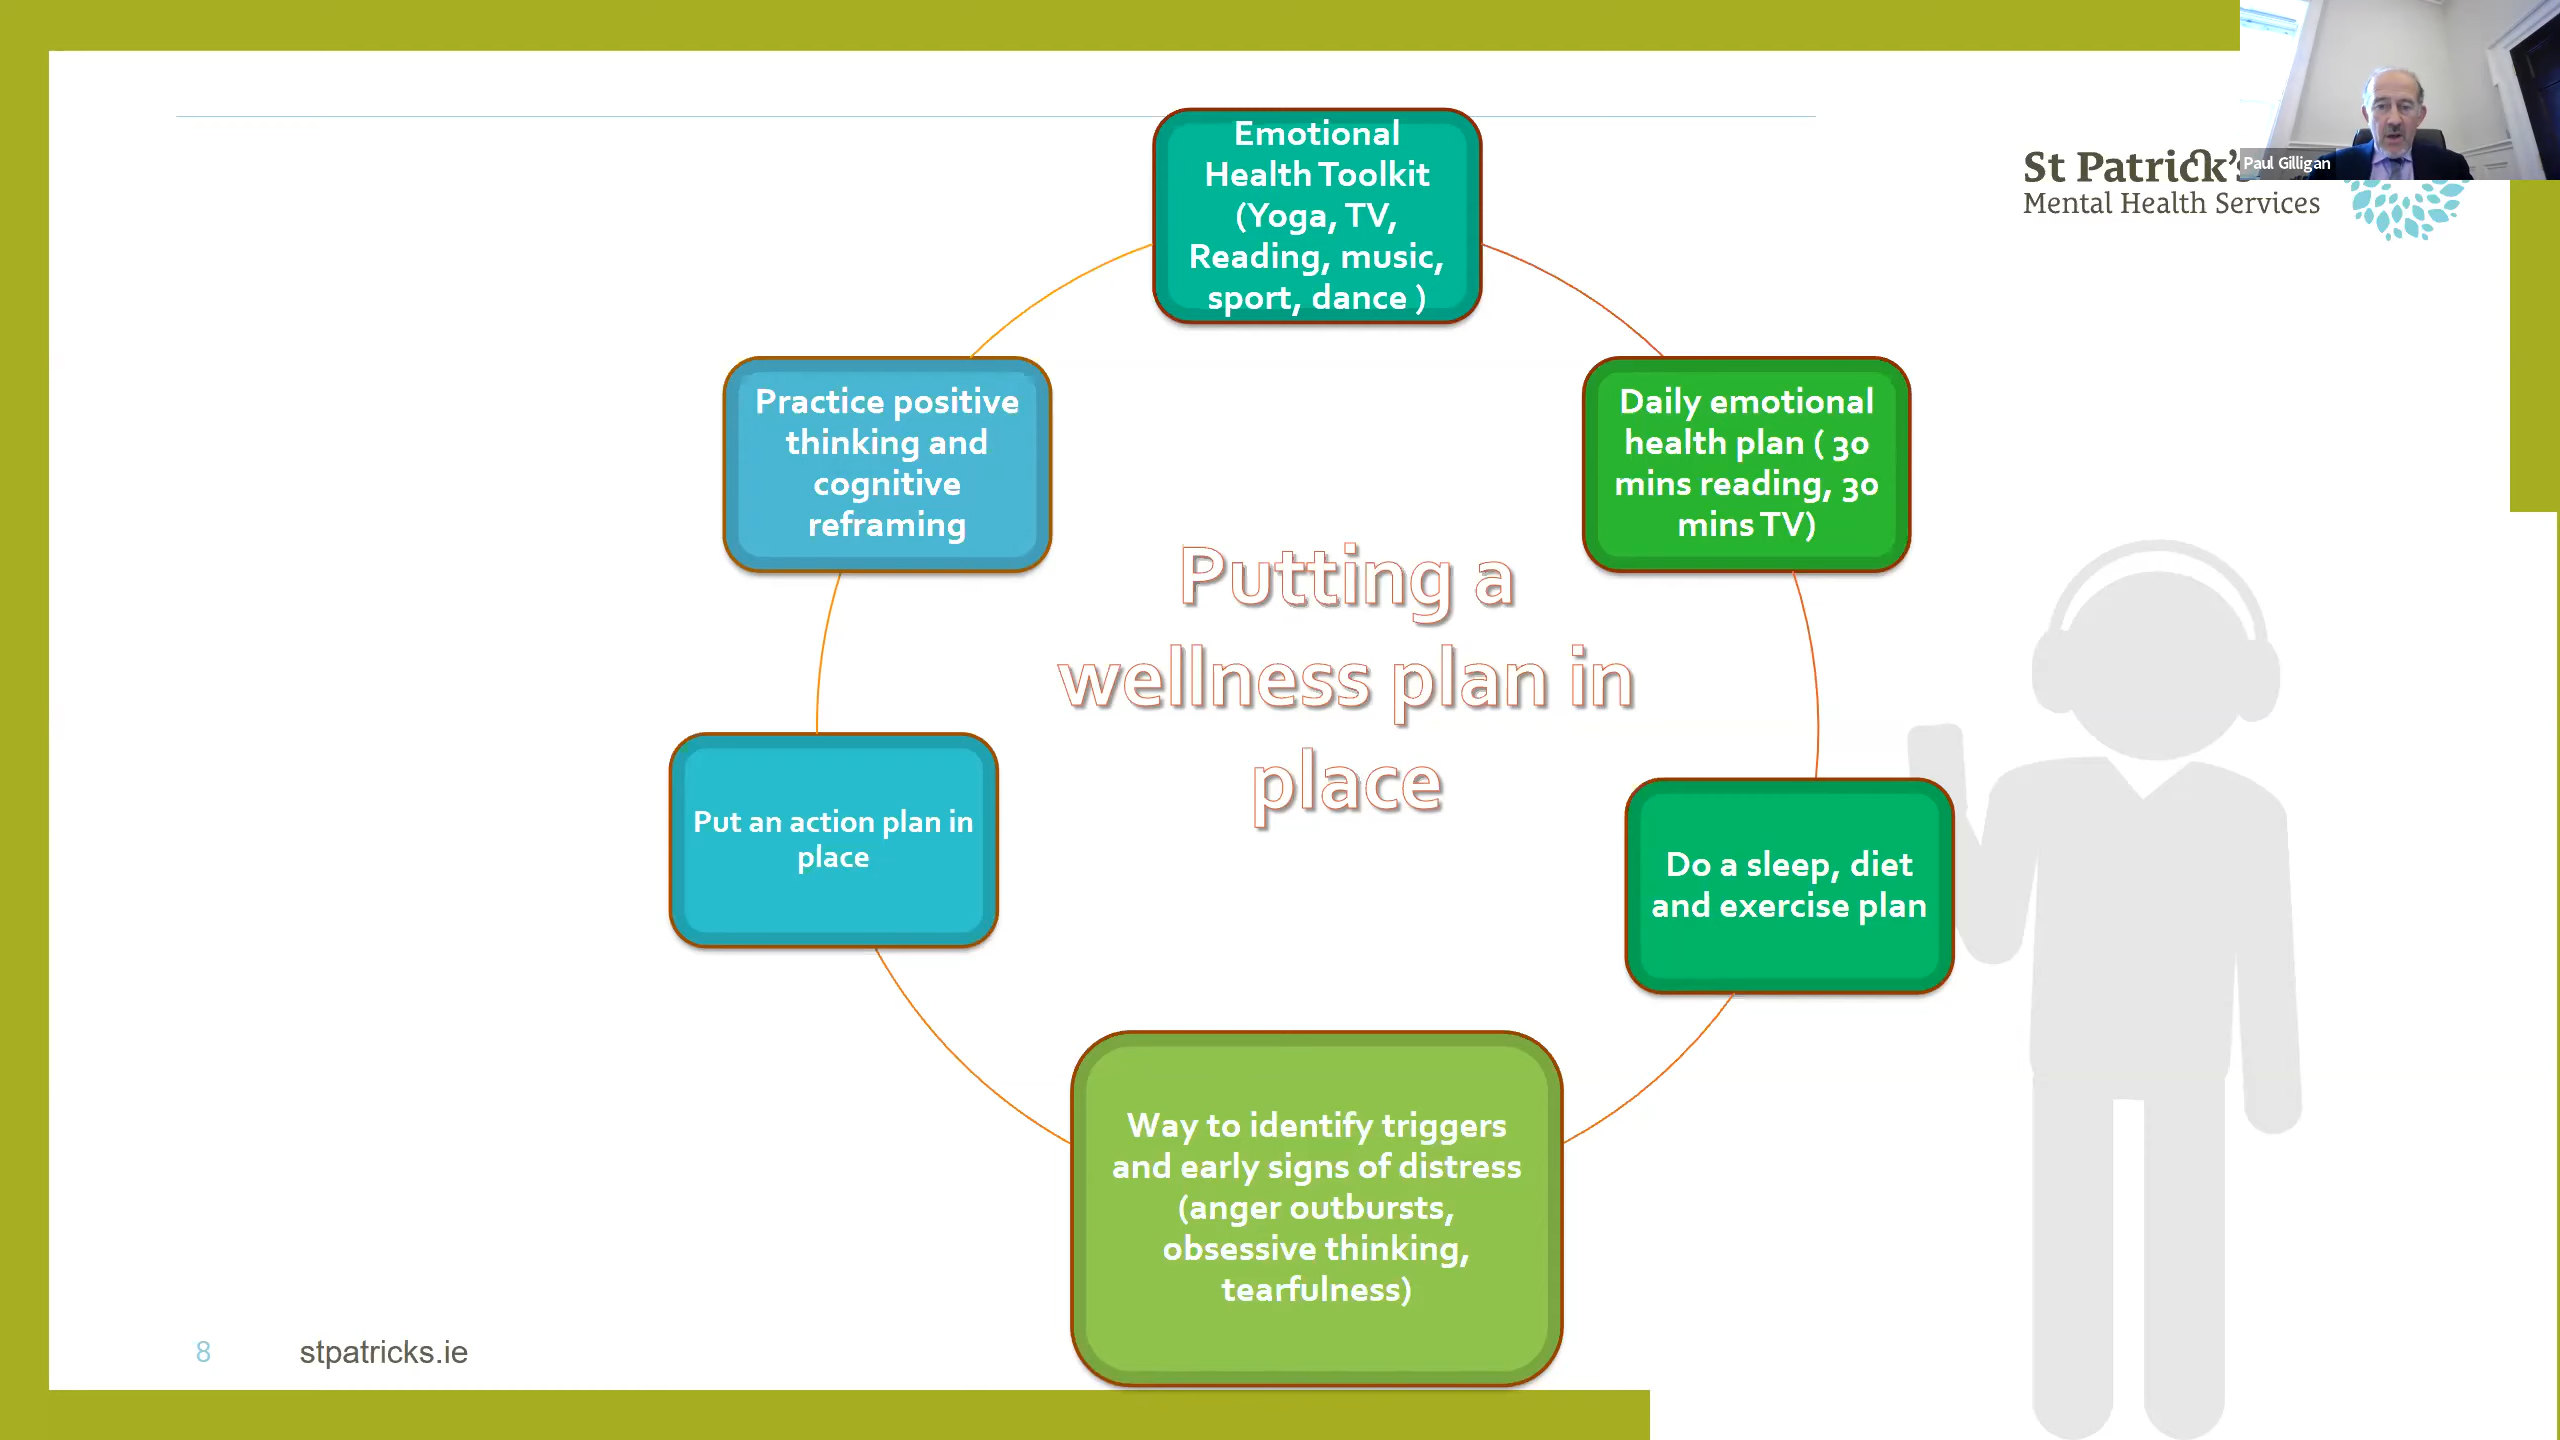 Emotional
Health Toolkit
(Yoga, TV,
Reading, music,
sport, dance )
Practice positive
thinking and
cognitive
reframing
Daily emotional
health plan ( 30
mins reading, 30
mins TV)
Putting a
wellness plan in
place
Put an action plan in
place
Do a sleep, diet
and exercise plan
Way to identify triggers
and early signs of distress
(anger outbursts,
obsessive thinking,
tearfulness)
St Patrick's
Mental Health Services
Paul Gilligan
8
stpatricks.ie